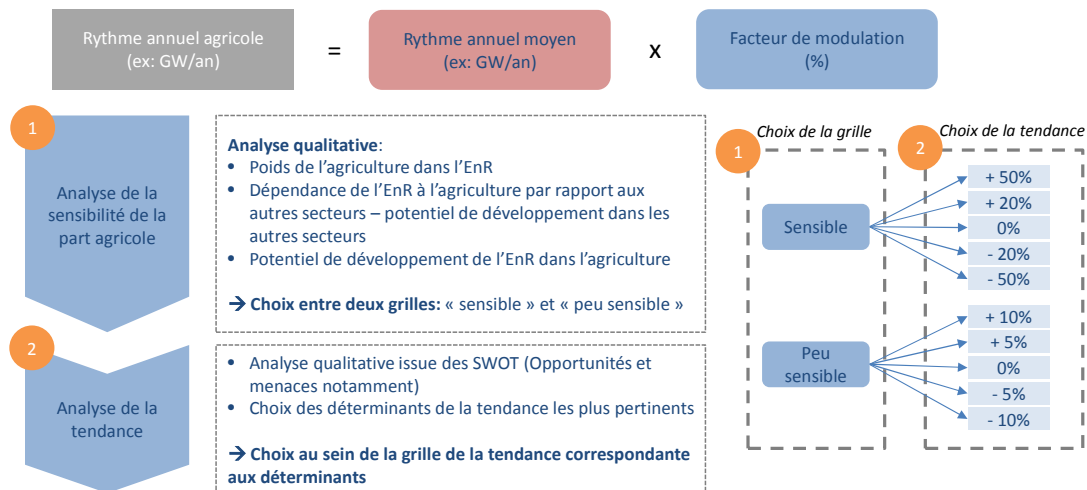 Rythme annuel agricole
(ex: GW/an)
=
Rythme annuel moyen
(ex: GW/an)
x
Facteur de modulation
(%)
1
Analyse de la
sensibilité de la
part agricole
Analyse qualitative:
• Poids de l'agriculture dans l'EnR
• Dépendance de l'EnR à l'agriculture par rapport aux
autres secteurs – potentiel de développement dans les
autres secteurs
• Potentiel de développement de l'EnR dans l'agriculture
→ Choix entre deux grilles: « sensible » et « peu sensible »
2
Analyse de la
tendance
• Analyse qualitative issue des SWOT (Opportunités et
menaces notamment)
• Choix des déterminants de la tendance les plus pertinents
→ Choix au sein de la grille de la tendance correspondante
aux déterminants
1
Choix de la grille
2
Choix de la tendance
Sensible
+ 50%
+ 20%
0%
- 20%
- 50%
Peu
sensible
+ 10%
+ 5%
0%
- 5%
- 10%